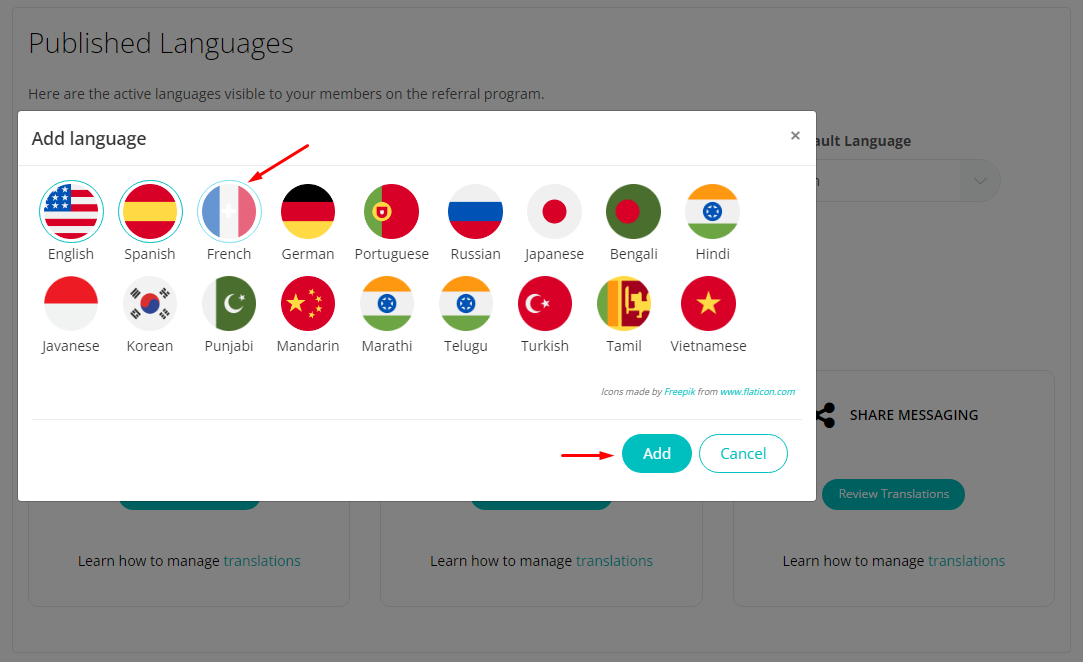 Published Languages
Here are the active languages visible to your members on the referral program.
Add language
×
ault Language
English Spanish French German Portuguese Russian Japanese Bengali Hindi
Javanese Korean Punjabi Mandarin Marathi Telugu Turkish Tamil Vietnamese
Icons made by Freepik from www.flaticon.com
SHARE MESSAGING
Add Cancel
Review Translations
Learn how to manage translations Learn how to manage translations Learn how to manage translations